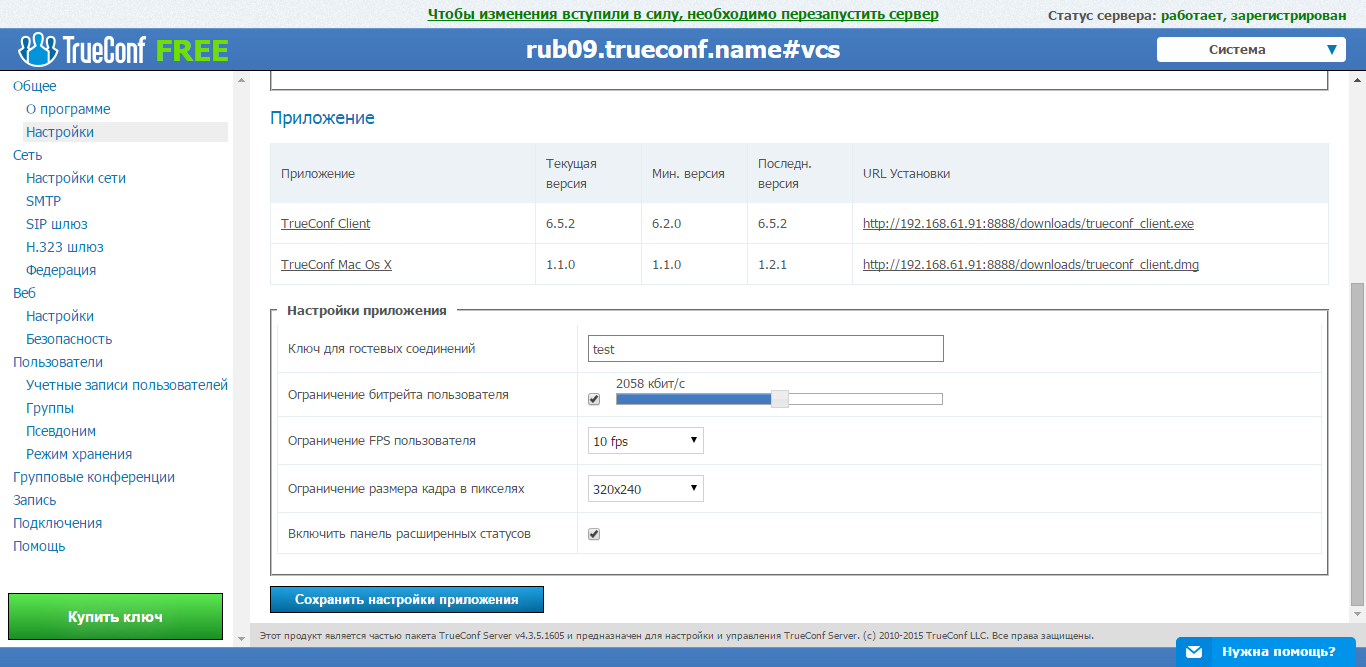 Чтобы изменения вступили в силу, необходимо перезапустить сервер
Статус сервера: работает, зарегистрирован
TrueConf FREE
rub09.trueconf.name#vcs
Система
Общее
О программе
Настройки
Сеть
Настройки сети
SMTP
SIP шлюз
H.323 шлюз
Федерация
Веб
Настройки
Безопасность
Пользователи
Учетные записи пользователей
Группы
Псевдоним
Режим хранения
Групповые конференции
Запись
Подключения
Помощь
Купить ключ
Приложение
Приложение
Текущая версия
Мин. версия
Последн. версия
URL Установки
TrueConf Client 6.5.2 6.2.0 6.5.2 http://192.168.61.91:8888/downloads/trueconf_client.exe
TrueConf Mac Os X 1.1.0 1.1.0 1.2.1 http://192.168.61.91:8888/downloads/trueconf_client.dmg
Настройки приложения
Ключ для гостевых соединений test
Ограничение битрейта пользователя 2058 кбит/с
Ограничение FPS пользователя 10 fps
Ограничение размера кадра в пикселях 320x240
Включить панель расширенных статусов
Сохранить настройки приложения
Этот продукт является частью пакета TrueConf Server v4.3.5.1605 и предназначен для настройки и управления TrueConf Server. (c) 2010-2015 TrueConf LLC. Все права защищены.
Нужна помощь?